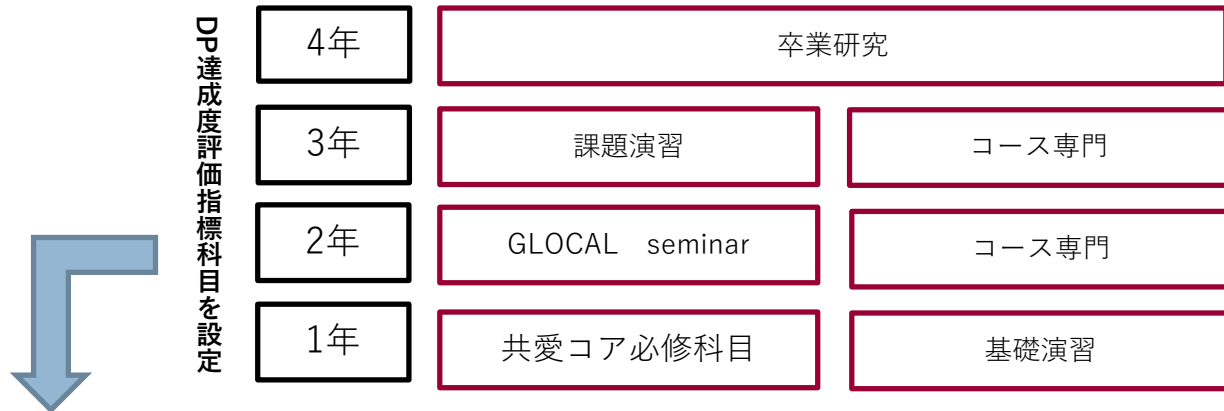 DP達成度評価指標科目を設定
4年
卒業研究
3年
課題演習
コース専門
2年
GLOCAL　seminar
コース専門
1年
共愛コア必修科目
基礎演習